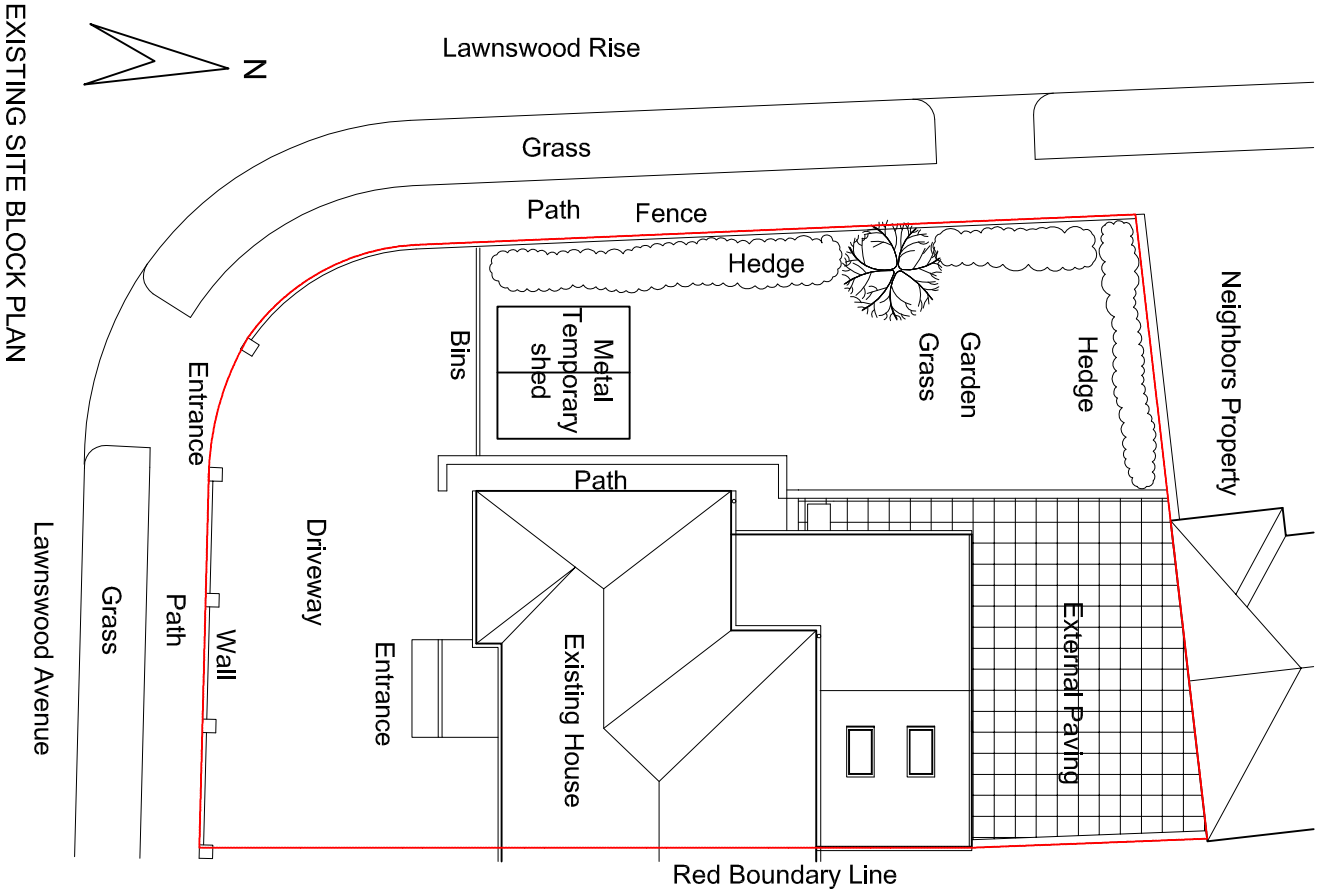 EXISTING SITE BLOCK PLAN
N
Lawnswood Rise
Grass
Path
Fence
Hedge
Neighbors Property
Hedge
Garden
Grass
Metal
Temporary
shed
Bins
Entrance
Path
Driveway
Wall
Path
Grass
Lawnswood Avenue
Entrance
Existing House
External Paving
Red Boundary Line